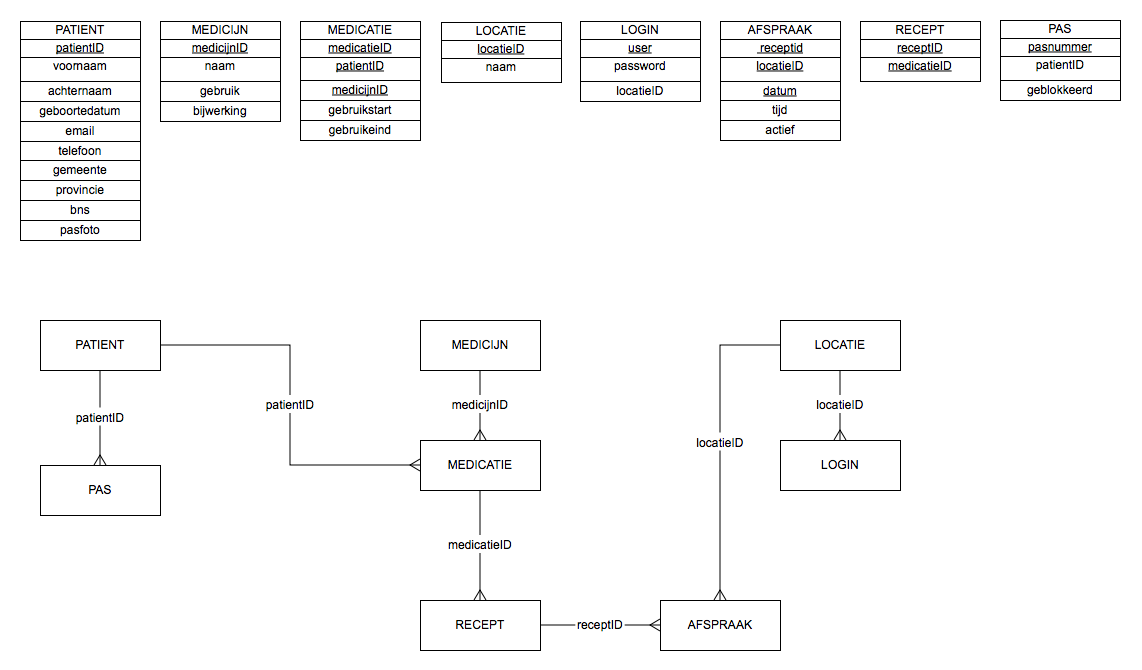 PATIENT
patientID
voornaam
achternaam
geboortedatum
email
telefoon
gemeente
provincie
bns
pasfoto
MEDICIJN
medicijnID
naam
gebruik
bijwerking
MEDICATIE
medicatieID
patientID
medicijnID
gebruikstart
gebruikeind
LOCATIE
locatieID
naam
LOGIN
user
password
locatieID
AFSPRAAK
receptid
locatieID
datum
tijd
actief
RECEPT
receptID
medicatieID
PAS
pasnummer
patientID
geblokkeerd
PATIENT
MEDICIJN
LOCATIE
patientID
medicijnID
locatieID
patientID
locatieID
MEDICATIE
LOGIN
PAS
medicatieID
RECEPT
receptID
AFSPRAAK